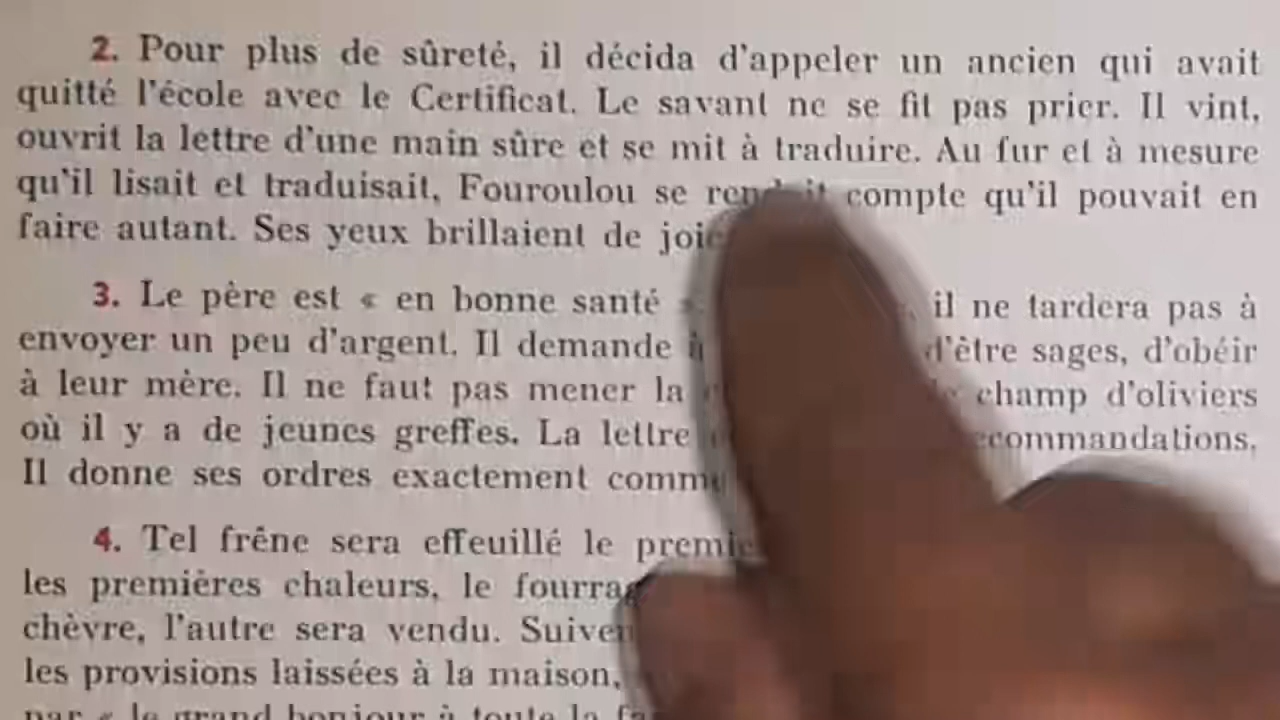 2. Pour plus de sûreté, il décida d'appeler un ancien qui avait
quitté l'école avec le Certificat. Le savant ne se fit pas prier. Il vint,
ouvrit la lettre d'une main sûre et se mit à traduire. Au fur et à mesure
qu'il lisait et traduisait, Fouroulou se rendait compte qu'il pouvait en
faire autant. Ses yeux brillaient de joie
3. Le père est « en bonne santé ». il ne tardera pas à
envoyer un peu d'argent. Il demande à d'être sages, d'obéir
à leur mère. Il ne faut pas mener la champ d'oliviers
où il y a de jeunes greffes. La lettre
Il donne ses ordres exactement
4. Tel frêne sera effeuillé le
les premières chaleurs, le
chèvre, l'autre sera vendu.
les provisions laissées à la maison,
par « le grand bonjour à toute la